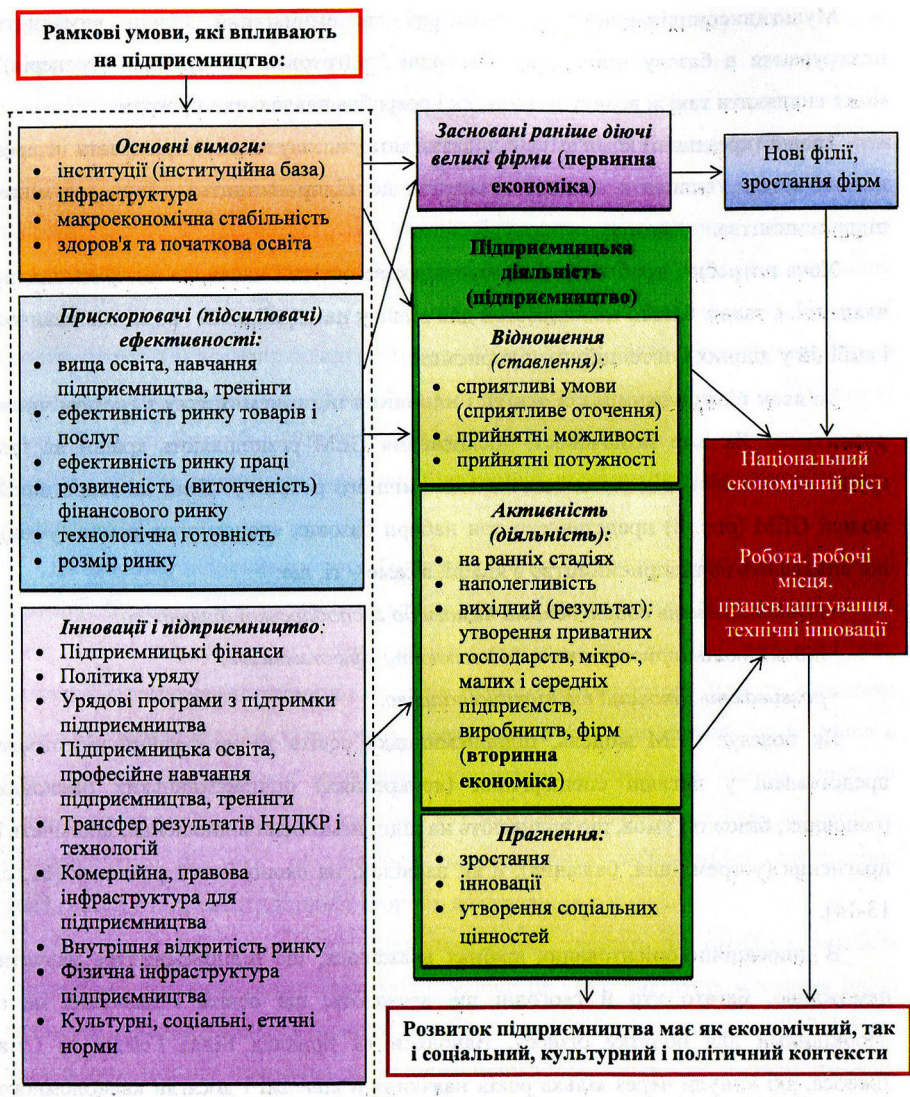 Рамкові умови, які впливають
на підприємництво:
Основні вимоги:
• інституції (інституційна база)
• інфраструктура
• макроекономічна стабільність
• здоров'я та початкова освіта
Прискорювачі (підсилювачі)
ефективності:
• вища освіта, навчання
підприємництва, тренінги
• ефективність ринку товарів і
послуг
• ефективність ринку праці
• розвиненість (витонченість)
фінансового ринку
• технологічна готовність
• розмір ринку
Інновації і підприємництво:
• Підприємницькі фінанси
• Політика уряду
• Урядові програми з підтримки
підприємництва
• Підприємницька освіта,
професійне навчання
підприємництва, тренінги
• Трансфер результатів НДДКР і
технологій
• Комерційна, правова
інфраструктура для
підприємництва
• Внутрішня відкритість ринку
• Фізична інфраструктура
підприємництва
• Культурні, соціальні, етичні
норми
Засновані раніше діючі
великі фірми (первинна
економіка)
Підприємницька
діяльність
(підприємництво)
Відношення
(ставлення):
• сприятливі умови
(сприятливе оточення)
• прийнятні можливості
• прийнятні потужності
Активність
(діяльність):
• на ранніх стадіях
• наполегливість
• вихідний (результат):
утворення приватних
господарств, мікро-,
малих і середніх
підприємств,
виробництв, фірм
(вторинна
економіка)
Прагнення:
• зростання
• інновації
• утворення соціальних
цінностей
Нові філії,
зростання фірм
Національний
економічний ріст
Робота, робочі
місця,
працевлаштування,
технічні інновації
Розвиток підприємництва має як економічний, так
і соціальний, культурний і політичний контексти